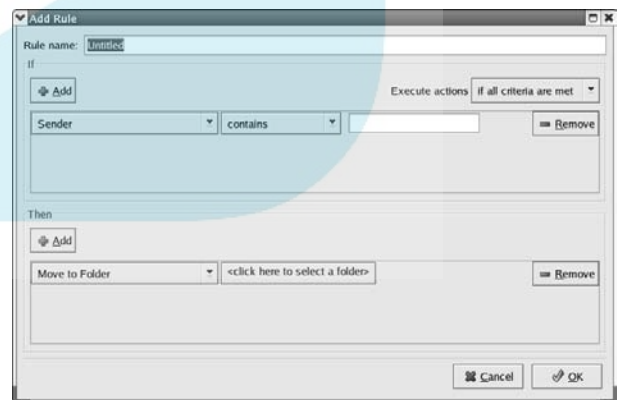 Add Rule
Rule name: Untitled
If
Add
Execute actions if all criteria are met
Sender contains Remove
Then
Add
Move to Folder <click here to select a folder> Remove
Cancel OK